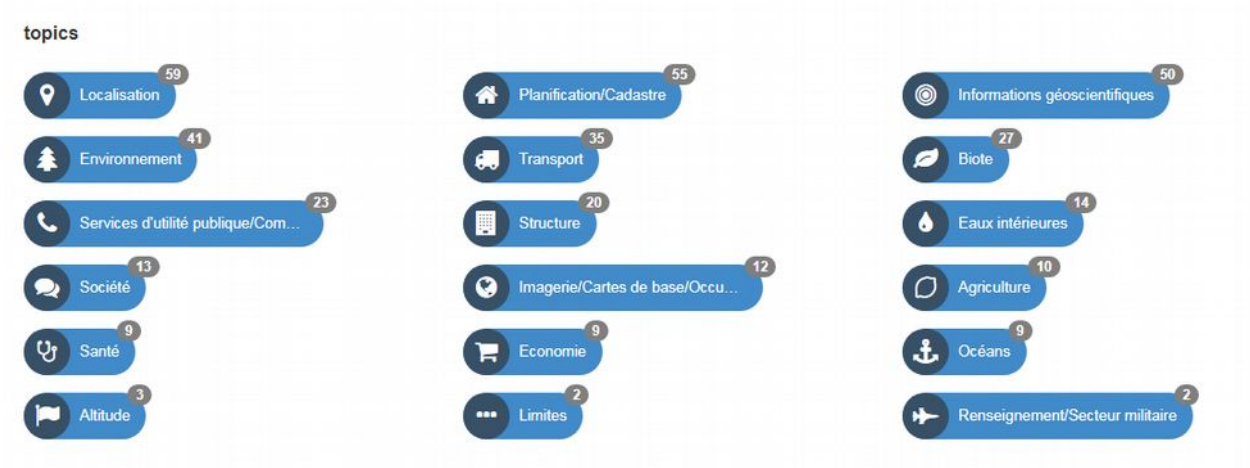 topics
59
Localisation
55
Planification/Cadastre
50
Informations géoscientifiques
41
Environnement
35
Transport
27
Biote
23
Services d'utilité publique/Com...
20
Structure
14
Eaux intérieures
13
Société
12
Imagerie/Cartes de base/Occu...
10
Agriculture
9
Santé
9
Economie
9
Océans
3
Altitude
2
Limites
2
Renseignement/Secteur militaire